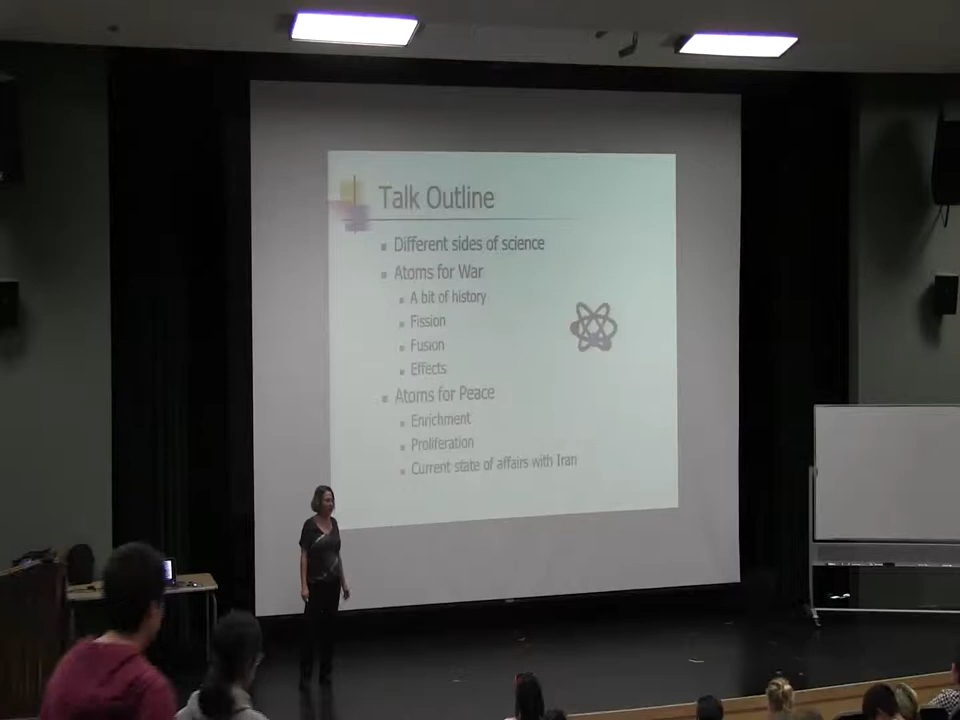 Talk Outline
Different sides of science
Atoms for War
A bit of history
Fission
Fusion
Effects
Atoms for Peace
Enrichment
Proliferation
Current state of affairs with Iran